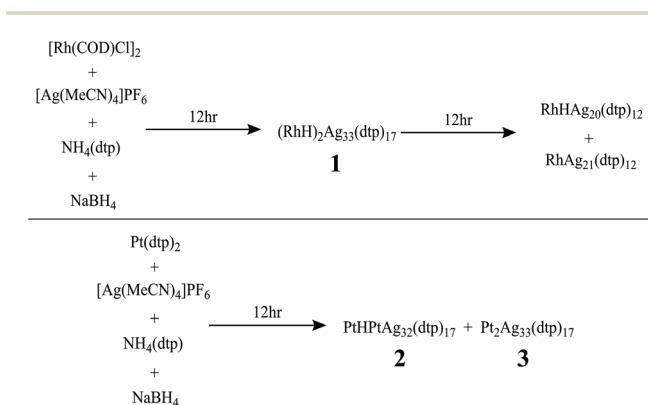 [Rh(COD)Cl]2
+
[Ag(MeCN)4]PF6
+
NH4(dtp)
+
NaBH4
12hr
(RhH)2Ag33(dtp)17
1
12hr
RhHAg20(dtp)12
+
RhAg21(dtp)12
Pt(dtp)2
+
[Ag(MeCN)4]PF6
+
NH4(dtp)
+
NaBH4
12hr
PtHPtAg32(dtp)17 + Pt2Ag33(dtp)17
2 3